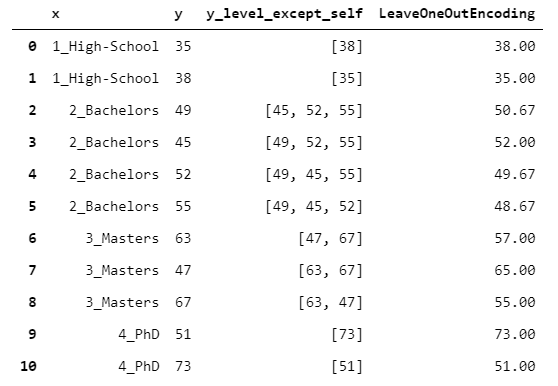 x y y_level_except_self LeaveOneOutEncoding
0 1_High-School 35 [38] 38.00
1 1_High-School 38 [35] 35.00
2 2_Bachelors 49 [45, 52, 55] 50.67
3 2_Bachelors 45 [49, 52, 55] 52.00
4 2_Bachelors 52 [49, 45, 55] 49.67
5 2_Bachelors 55 [49, 45, 52] 48.67
6 3_Masters 63 [47, 67] 57.00
7 3_Masters 47 [63, 67] 65.00
8 3_Masters 67 [63, 47] 55.00
9 4_PhD 51 [73] 73.00
10 4_PhD 73 [51] 51.00